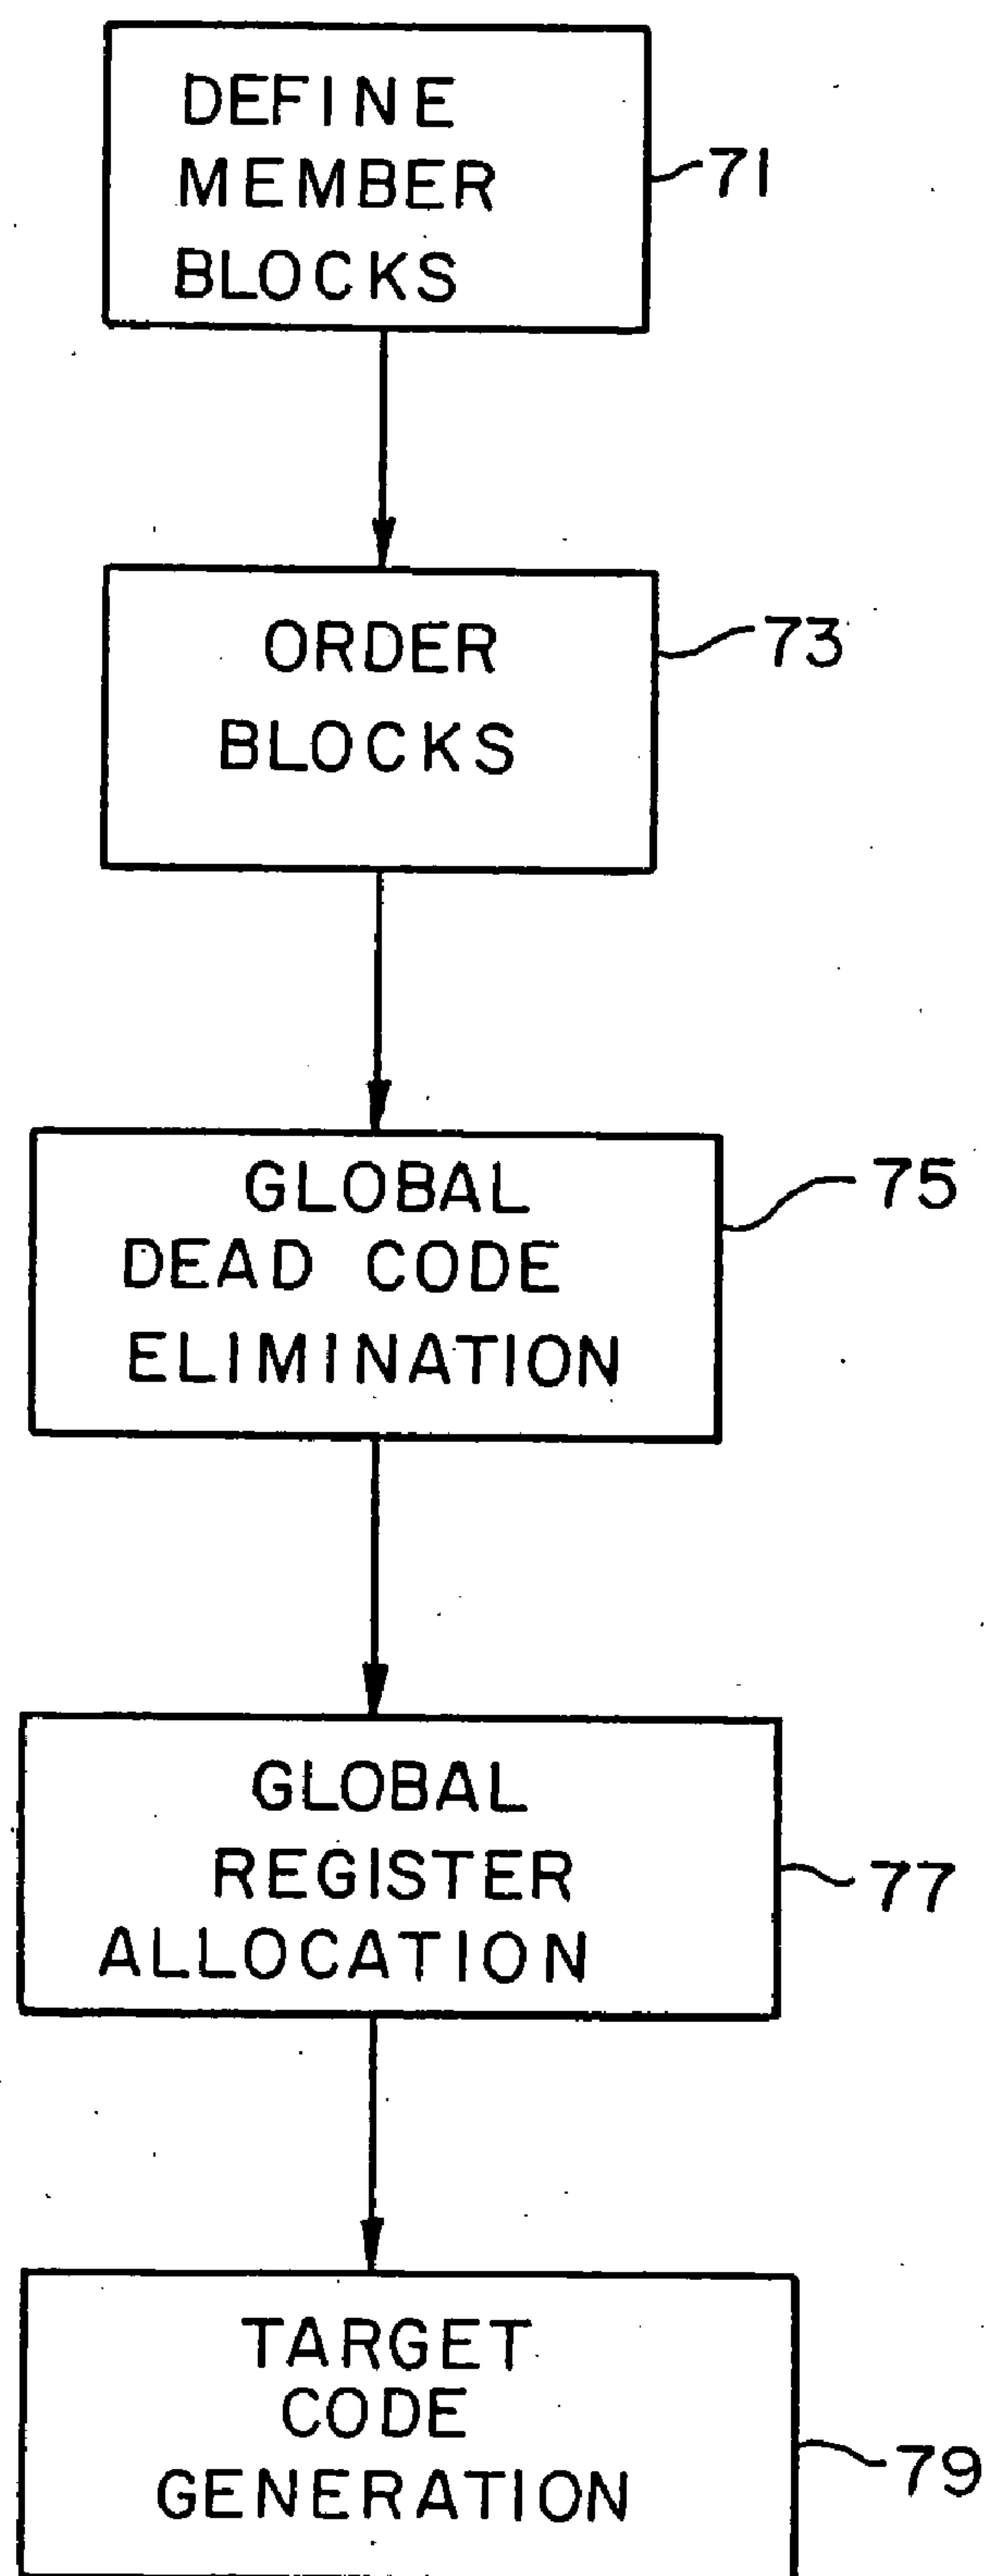 DEFINE
MEMBER
BLOCKS
71
ORDER
BLOCKS
73
GLOBAL
DEAD CODE
ELIMINATION
75
GLOBAL
REGISTER
ALLOCATION
77
TARGET
CODE
GENERATION
79